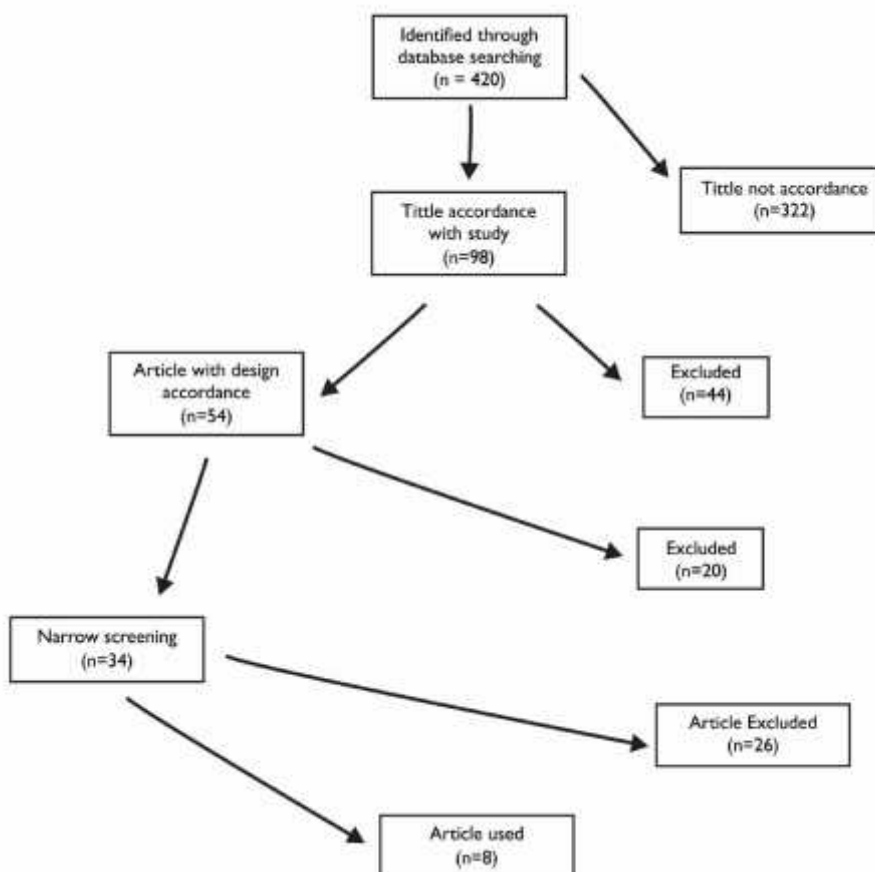 Identified through
database searching
(n = 420)
Tittle not accordance
(n=322)
Tittle accordance
with study
(n=98)
Article with design
accordance
(n=54)
Excluded
(n=44)
Excluded
(n=20)
Narrow screening
(n=34)
Article Excluded
(n=26)
Article used
(n=8)